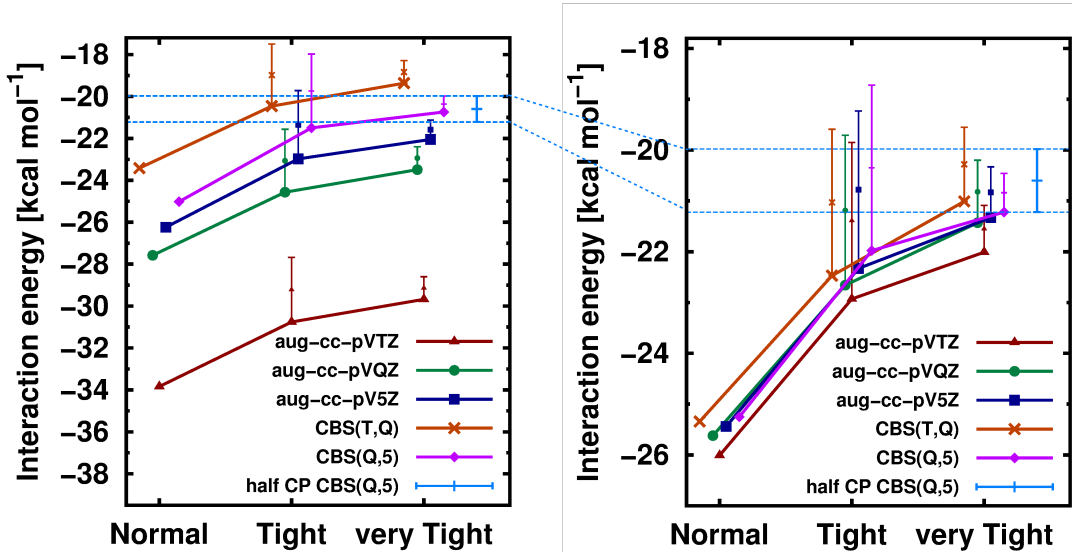 Interaction energy [kcal mol−1]
−18
−20
−22
−24
−26
−28
−30
−32
−34
−36
−38
aug−cc−pVTZ
aug−cc−pVQZ
aug−cc−pV5Z
CBS(T,Q)
CBS(Q,5)
half CP CBS(Q,5)
Normal Tight very Tight
Interaction energy [kcal mol−1]
−18
−20
−22
−24
−26
aug−cc−pVTZ
aug−cc−pVQZ
aug−cc−pV5Z
CBS(T,Q)
CBS(Q,5)
half CP CBS(Q,5)
Normal Tight very Tight